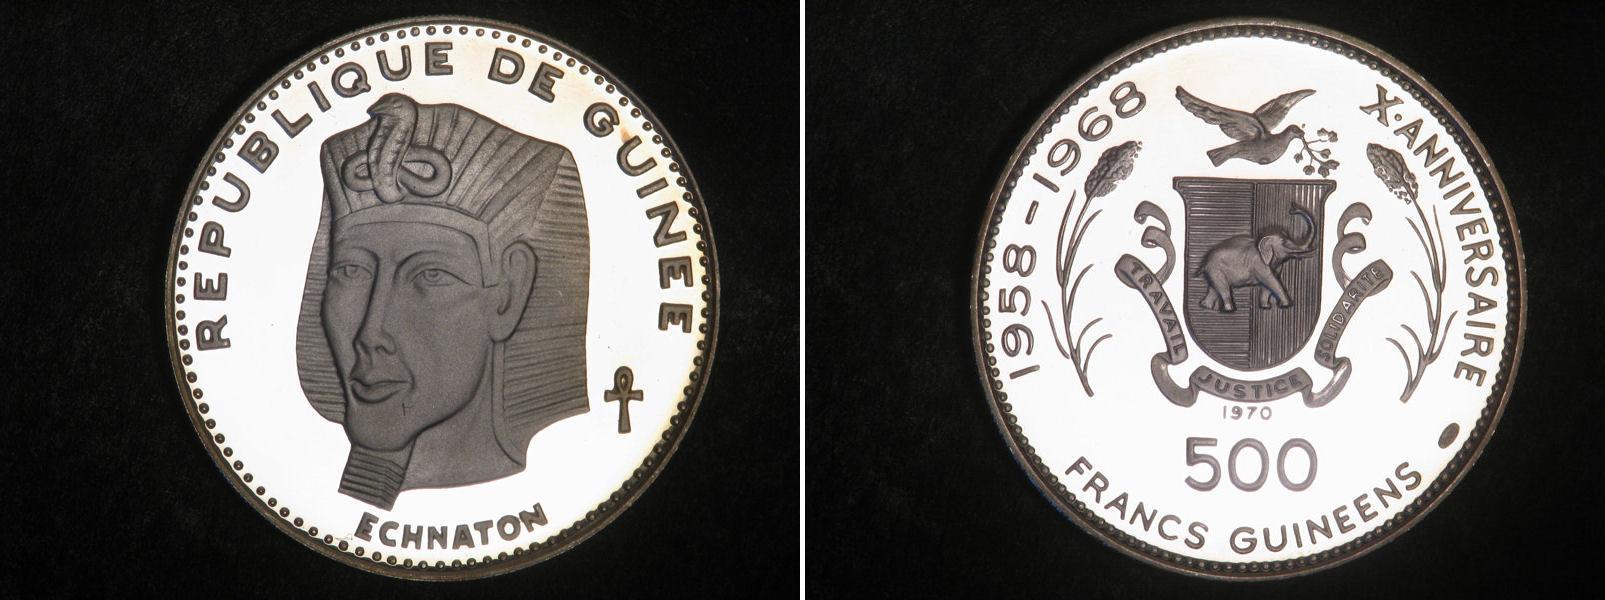 REPUBLIQUE DE GUINEE
ECHNATON
1958-1968
X·ANNIVERSAIRE
TRAVAIL
JUSTICE
SOLIDARITE
1970
500
FRANCS GUINEENS